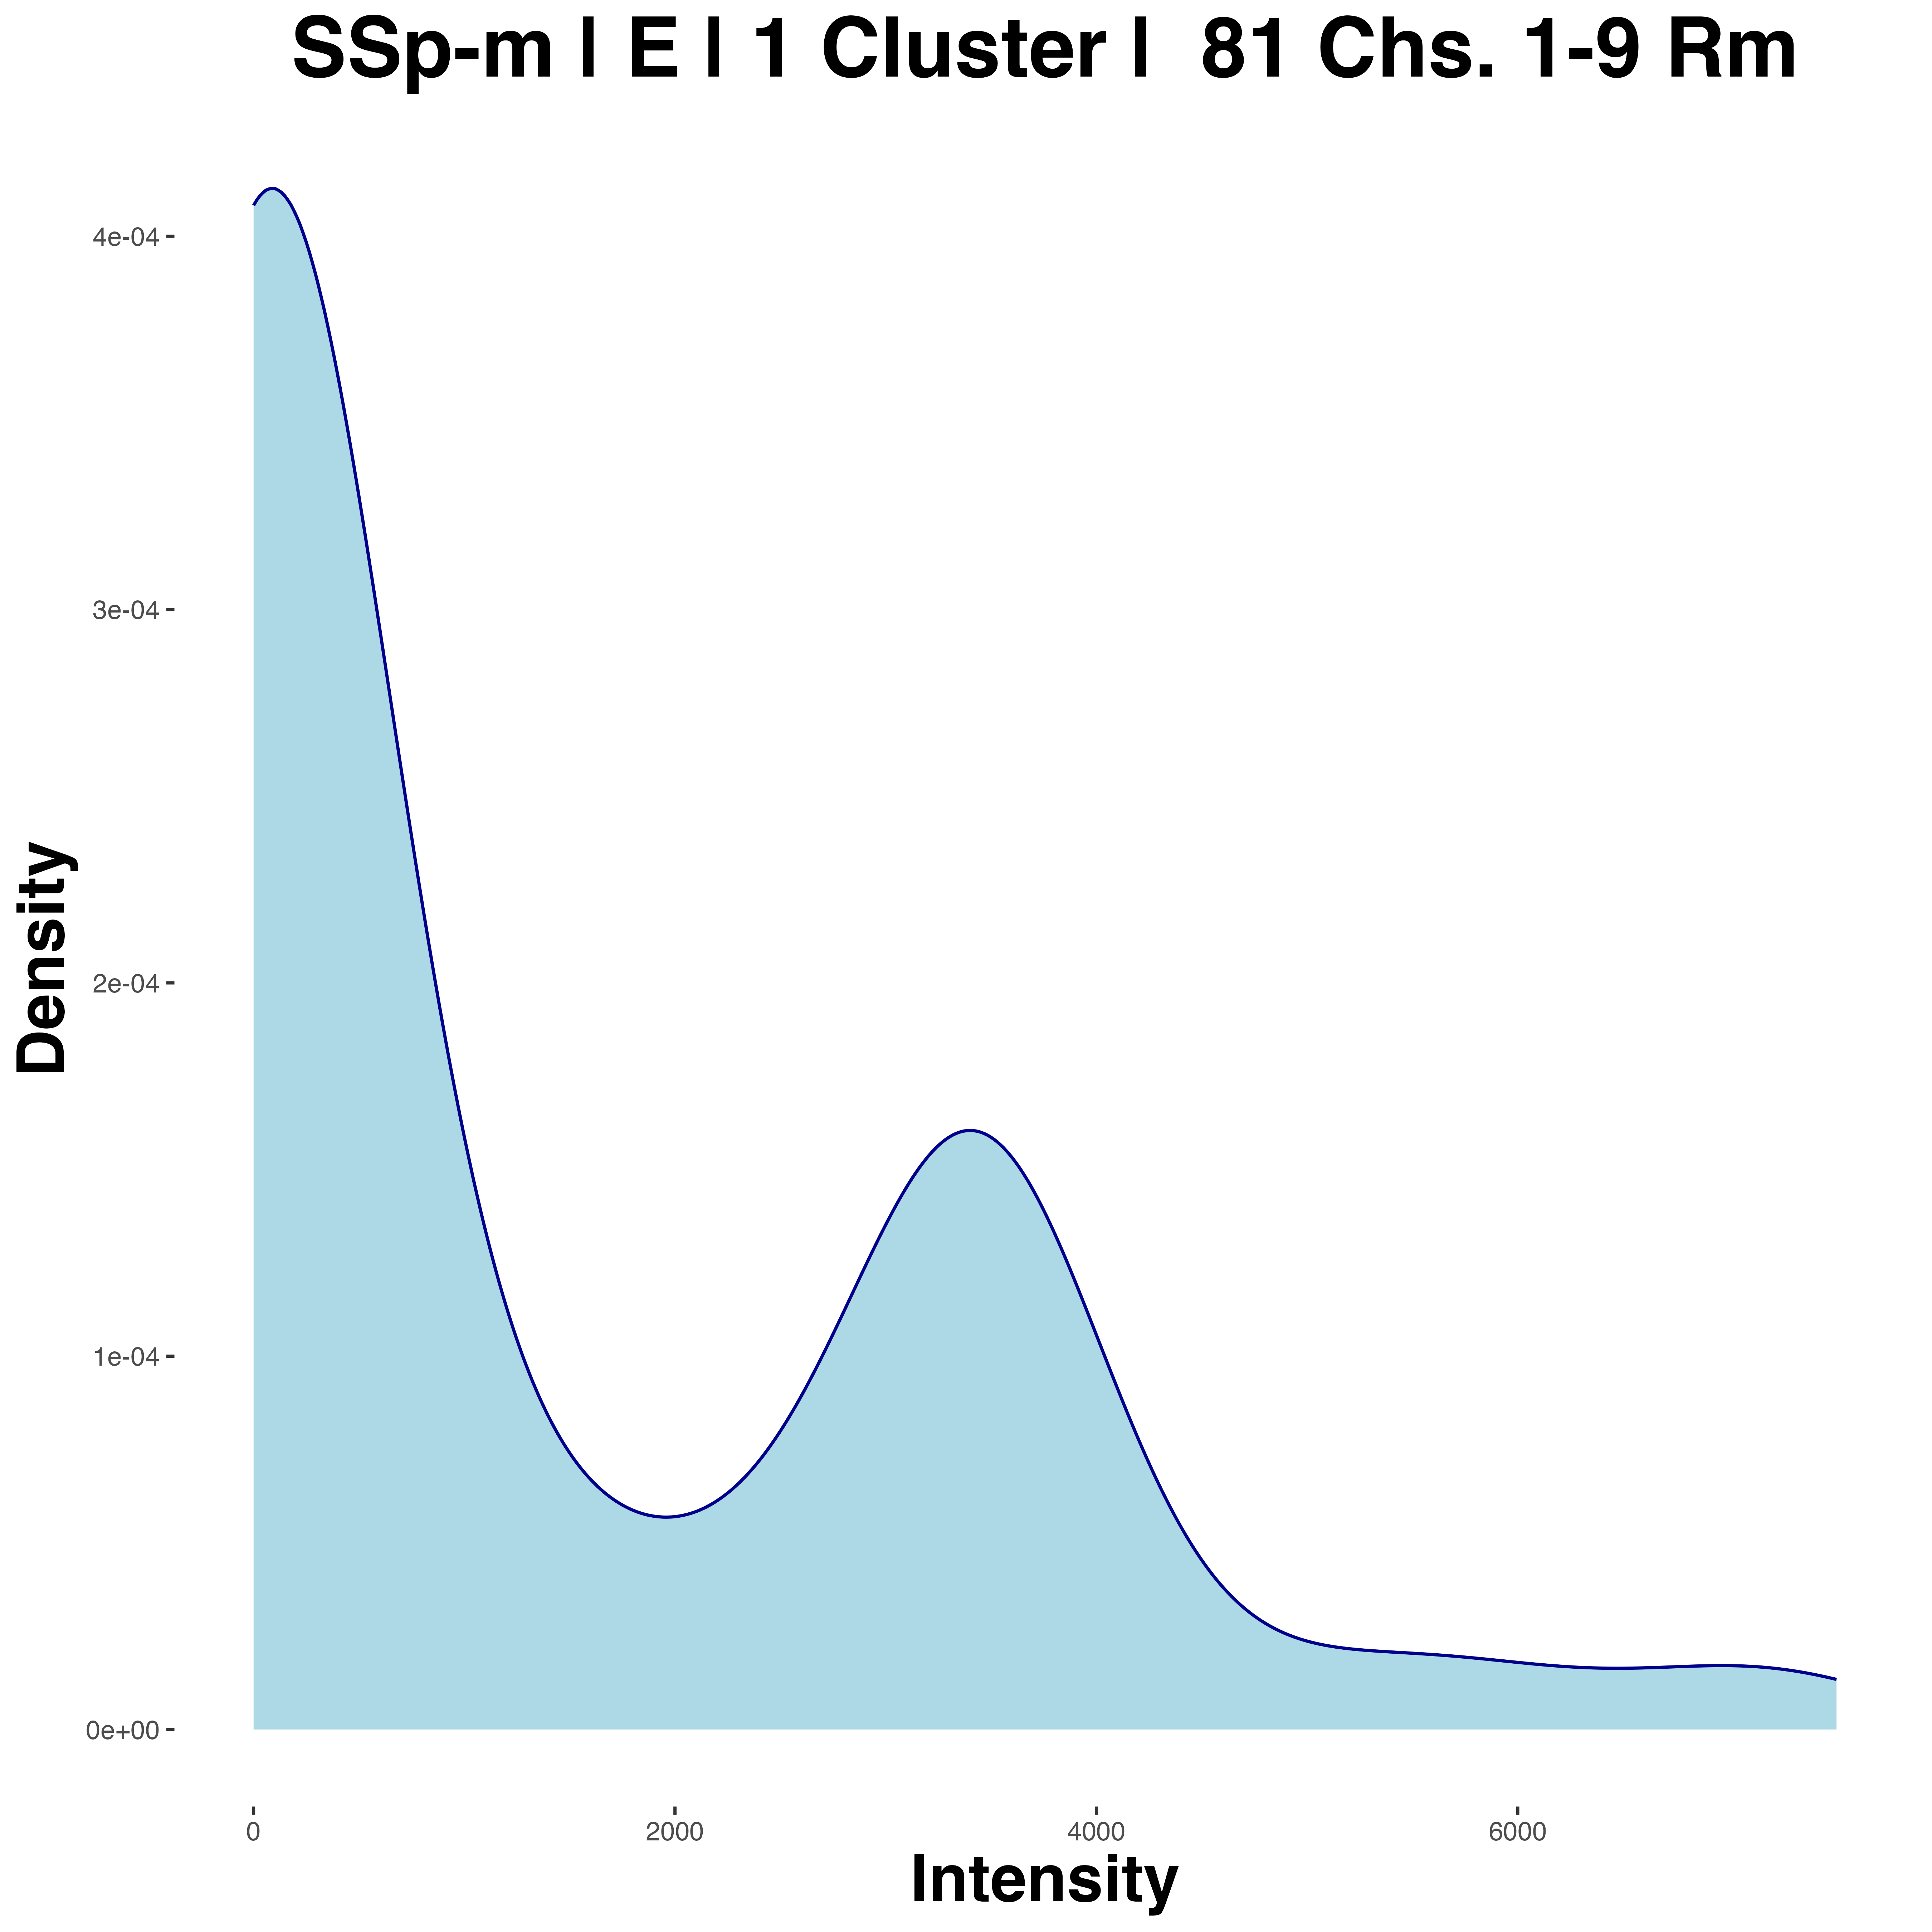 SSp-m | E | 1 Cluster |  81 Chs. 1-9 Rm
4e-04
3e-04
2e-04
1e-04
0e+00
Density
0 2000 4000 6000
Intensity